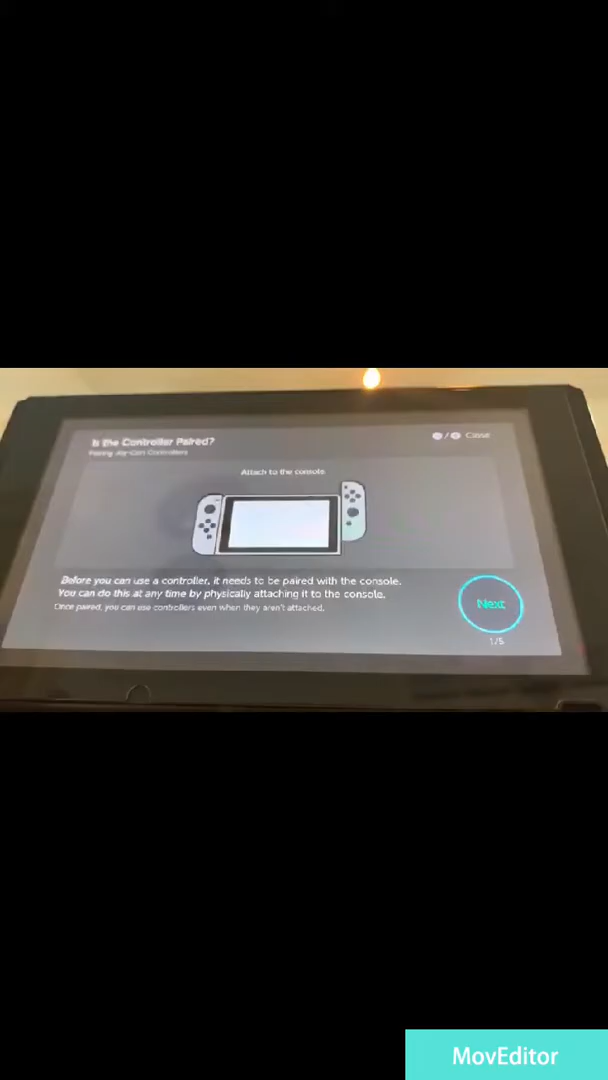 Is the Controller Paired?
Pairing Joy-Con Controllers
Close
Attach to the console.
Before you can use a controller, it needs to be paired with the console.
You can do this at any time by physically attaching it to the console.
Once paired, you can use controllers even when they aren't attached.
Next
1/5
MovEditor